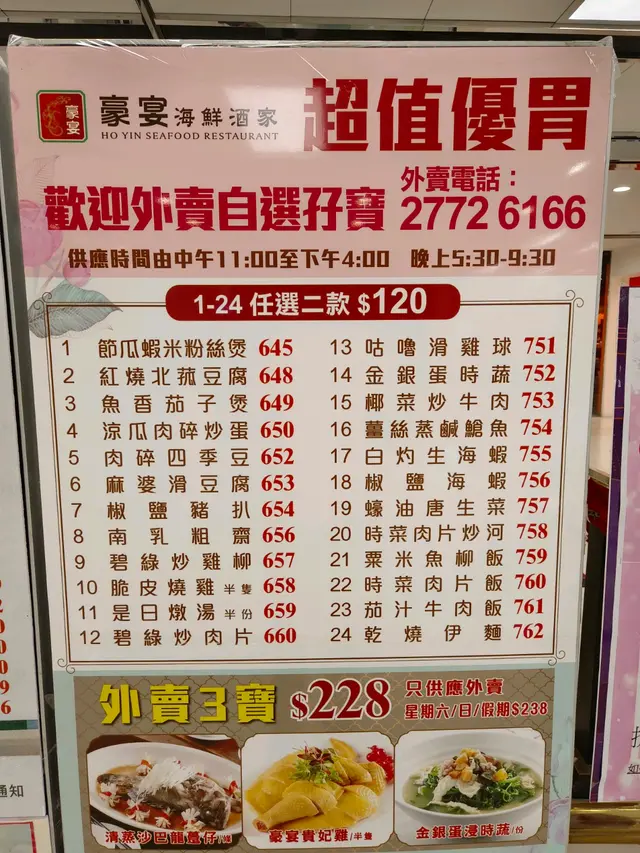 豪宴
豪宴海鮮酒家
HO YIN SEAFOOD RESTAURANT
超值優胃
歡迎外賣自選孖寶
外賣電話：
2772 6166
供應時間由中午11:00至下午4:00 晚上5:30-9:30
1-24 任選二款 $120
1 節瓜蝦米粉絲煲 645
2 紅燒北菰豆腐 648
3 魚香茄子煲 649
4 涼瓜肉碎炒蛋 650
5 肉碎四季豆 652
6 麻婆滑豆腐 653
7 椒鹽豬扒 654
8 南乳粗齋 656
9 碧綠炒雞柳 657
10 脆皮燒雞 半隻 658
11 是日燉湯 半份 659
12 碧綠炒肉片 660
13 咕嚕滑雞球 751
14 金銀蛋時蔬 752
15 椰菜炒牛肉 753
16 薑絲蒸鹹鱠魚 754
17 白灼生海蝦 755
18 椒鹽海蝦 756
19 蠔油唐生菜 757
20 時菜肉片炒河 758
21 粟米魚柳飯 759
22 時菜肉片飯 760
23 茄汁牛肉飯 761
24 乾燒伊麵 762
外賣3寶 $228
只供應外賣
星期六/日/假期$238
清蒸沙巴龍躉仔/條
豪宴貴妃雞/半隻
金銀蛋浸時蔬/份
通知